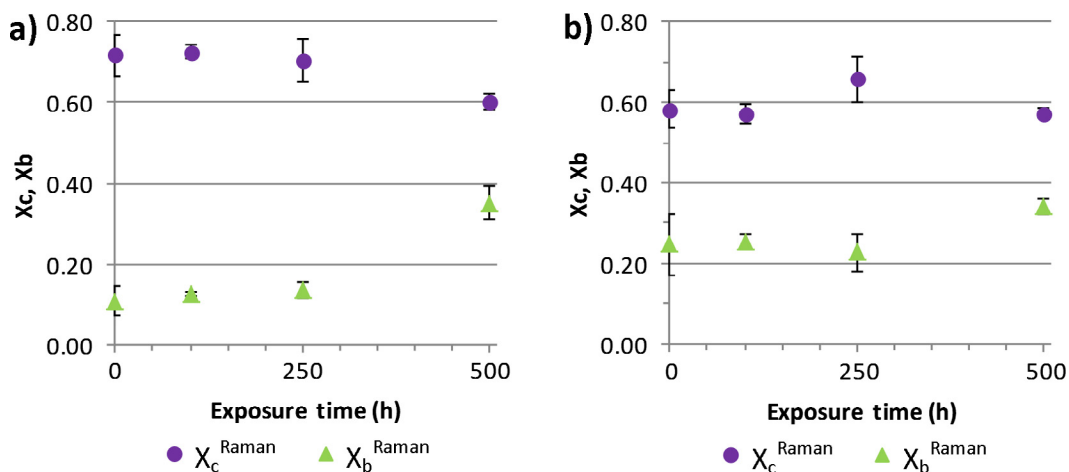 a)
0.80
0.60
0.40
0.20
0.00
Xc, Xb
0 250 500
Exposure time (h)
Xc^Raman Xb^Raman
b)
0.80
0.60
0.40
0.20
0.00
Xc, Xb
0 250 500
Exposure time (h)
Xc^Raman Xb^Raman